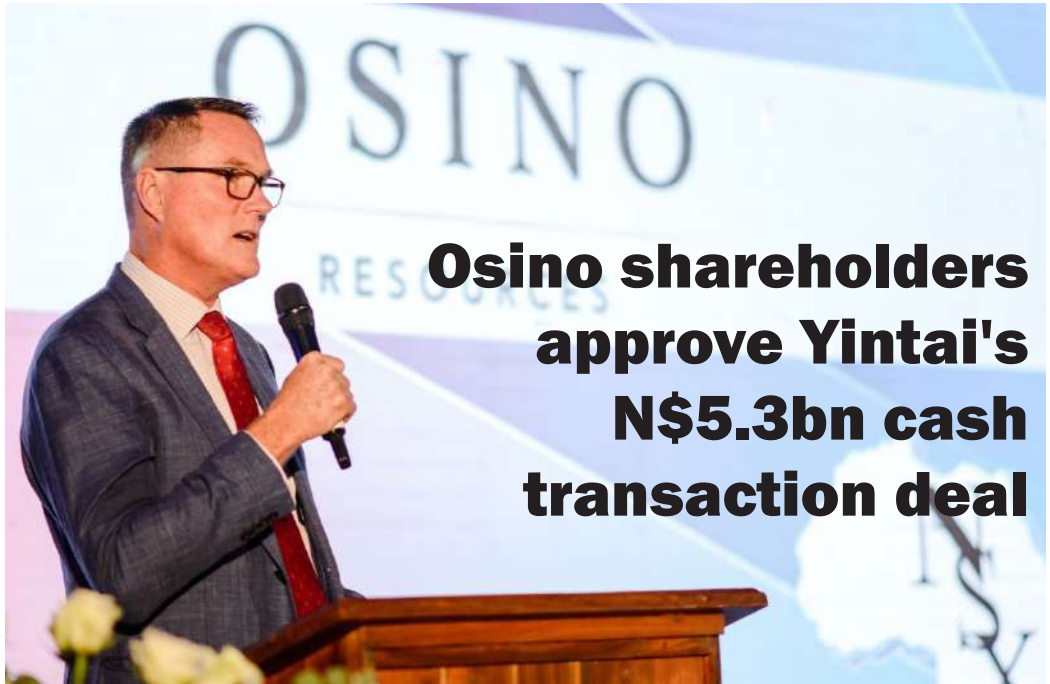 OSINO
RESOURCES
Osino shareholders
approve Yintai's
N$5.3bn cash
transaction deal